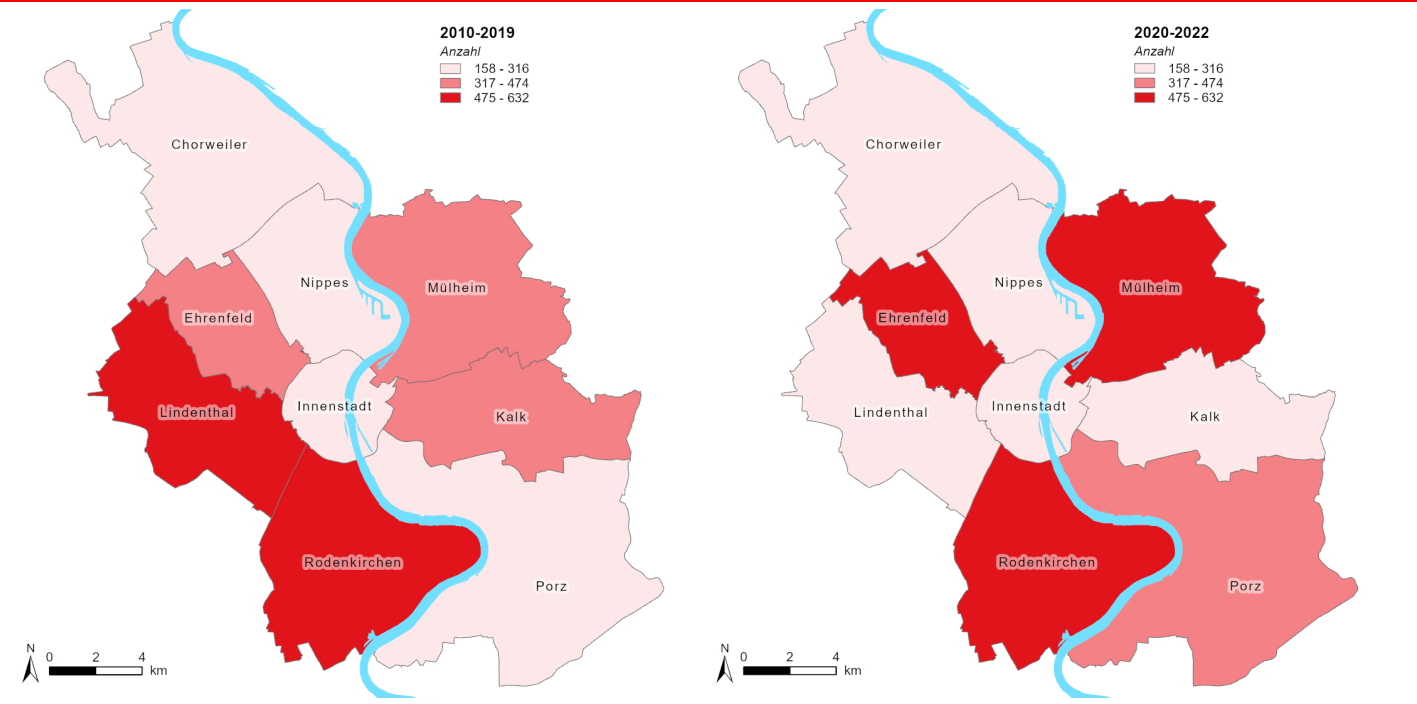 2010-2019
Anzahl
158 - 316
317 - 474
475 - 632
Chorweiler
Nippes
Mülheim
Ehrenfeld
Lindenthal
Innenstadt
Kalk
Rodenkirchen
Porz
N
0 2 4 km
2020-2022
Anzahl
158 - 316
317 - 474
475 - 632
Chorweiler
Nippes
Mülheim
Ehrenfeld
Lindenthal
Innenstadt
Kalk
Rodenkirchen
Porz
N
0 2 4 km